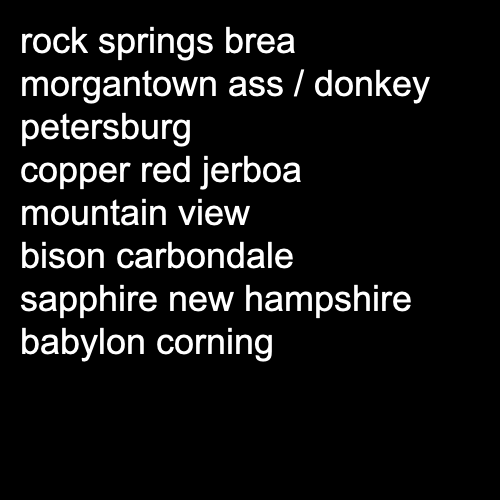 rock springs brea
morgantown ass / donkey
petersburg
copper red jerboa
mountain view
bison carbondale
sapphire new hampshire
babylon corning